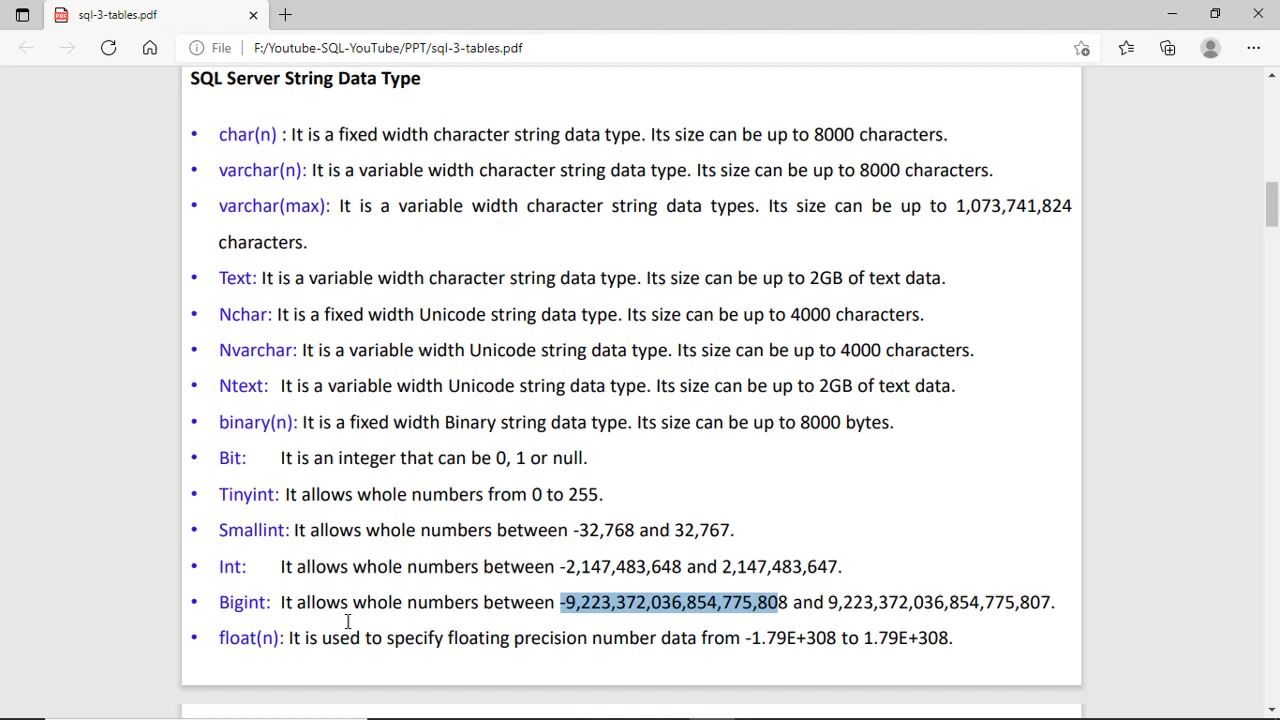 sql-3-tables.pdf
File
F:/Youtube-SQL-YouTube/PPT/sql-3-tables.pdf
SQL Server String Data Type
• char(n) : It is a fixed width character string data type. Its size can be up to 8000 characters.
• varchar(n): It is a variable width character string data type. Its size can be up to 8000 characters.
• varchar(max): It is a variable width character string data types. Its size can be up to 1,073,741,824
characters.
• Text: It is a variable width character string data type. Its size can be up to 2GB of text data.
• Nchar: It is a fixed width Unicode string data type. Its size can be up to 4000 characters.
• Nvarchar: It is a variable width Unicode string data type. Its size can be up to 4000 characters.
• Ntext: It is a variable width Unicode string data type. Its size can be up to 2GB of text data.
• binary(n): It is a fixed width Binary string data type. Its size can be up to 8000 bytes.
• Bit: It is an integer that can be 0, 1 or null.
• Tinyint: It allows whole numbers from 0 to 255.
• Smallint: It allows whole numbers between -32,768 and 32,767.
• Int: It allows whole numbers between -2,147,483,648 and 2,147,483,647.
• Bigint: It allows whole numbers between -9,223,372,036,854,775,808 and 9,223,372,036,854,775,807.
• float(n): It is used to specify floating precision number data from -1.79E+308 to 1.79E+308.